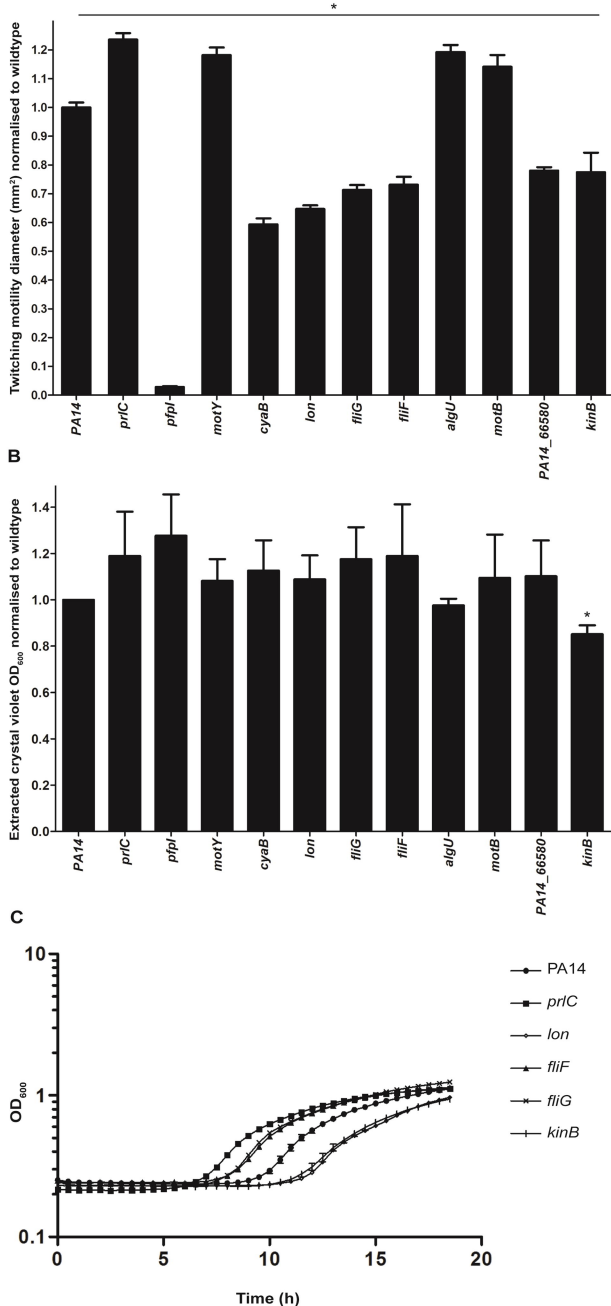 *
Twitching motility diameter (mm²) normalised to wildtype
1.2
1.1
1.0
0.9
0.8
0.7
0.6
0.5
0.4
0.3
0.2
0.1
0.0
PA14
prlC
pfpI
motY
cyaB
lon
fliG
fliF
algU
motB
PA14_66580
kinB
B
Extracted crystal violet OD₆₀₀ normalised to wildtype
1.4
1.2
1.0
0.8
0.6
0.4
0.2
0.0
*
PA14
prlC
pfpI
motY
cyaB
lon
fliG
fliF
algU
motB
PA14_66580
kinB
C
OD₆₀₀
10
1
0.1
0
5
10
15
20
Time (h)
PA14
prlC
lon
fliF
fliG
kinB